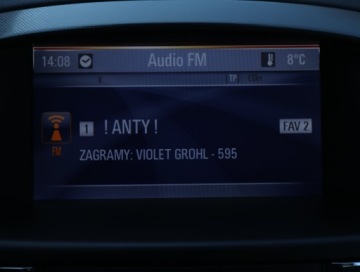 14:08 Audio FM 8°C
TP
1 ! ANTY ! FAV 2
FM ZAGRAMY: VIOLET GROHL - 595